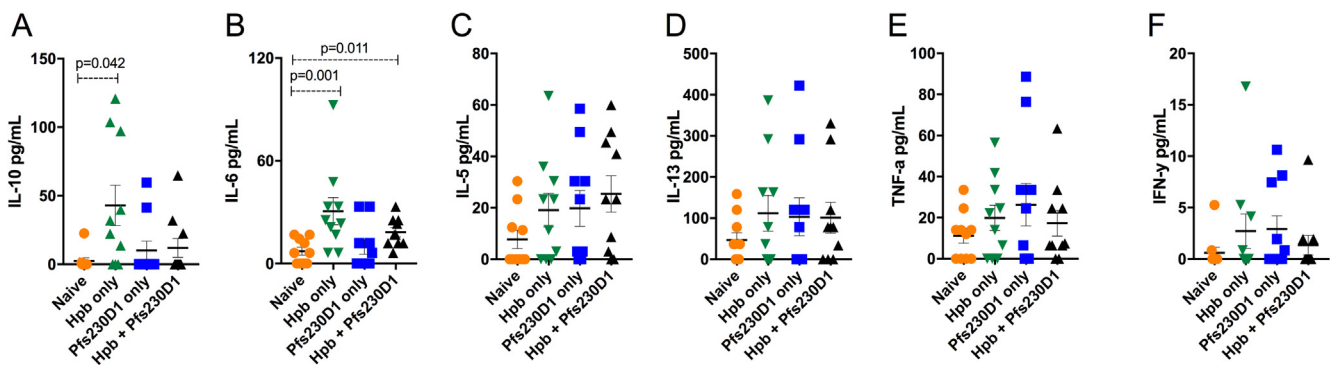 A
IL-10 pg/mL
150
100
50
0
p=0.042
Naive
Hpb only
Pfs230D1 only
Hpb + Pfs230D1
B
IL-6 pg/mL
120
60
0
p=0.011
p=0.001
Naive
Hpb only
Pfs230D1 only
Hpb + Pfs230D1
C
IL-5 pg/mL
80
60
40
20
0
Naive
Hpb only
Pfs230D1 only
Hpb + Pfs230D1
D
IL-13 pg/mL
500
400
300
200
100
0
Naive
Hpb only
Pfs230D1 only
Hpb + Pfs230D1
E
TNF-a pg/mL
100
80
60
40
20
0
Naive
Hpb only
Pfs230D1 only
Hpb + Pfs230D1
F
IFN-y pg/mL
20
15
10
5
0
Naive
Hpb only
Pfs230D1 only
Hpb + Pfs230D1